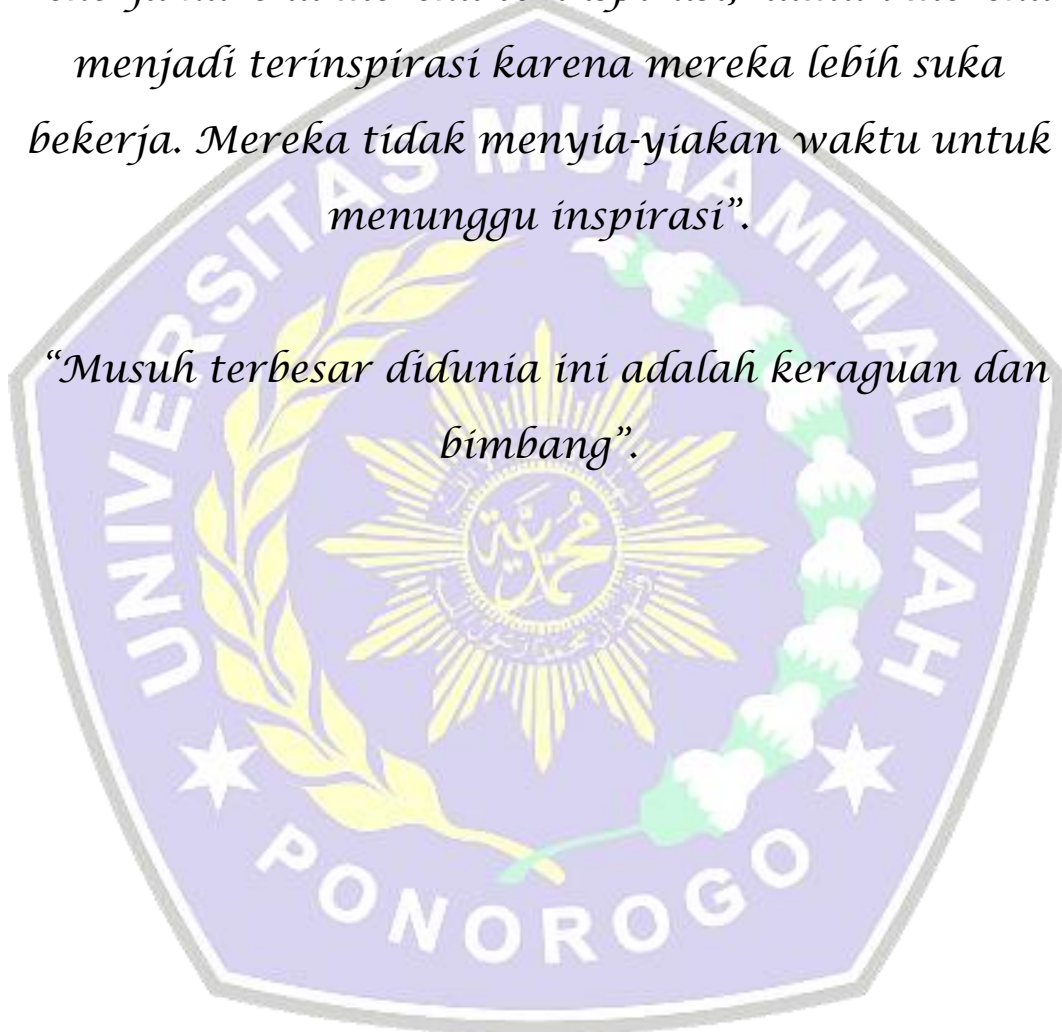 menjadi terinspirasi karena mereka lebih suka
bekerja. Mereka tidak menyia-yiakan waktu untuk
menunggu inspirasi”.
“Musuh terbesar didunia ini adalah keraguan dan
bimbang”.
UNIVERSITAS MUHAMMADIYAH
محمدية
PONOROGO